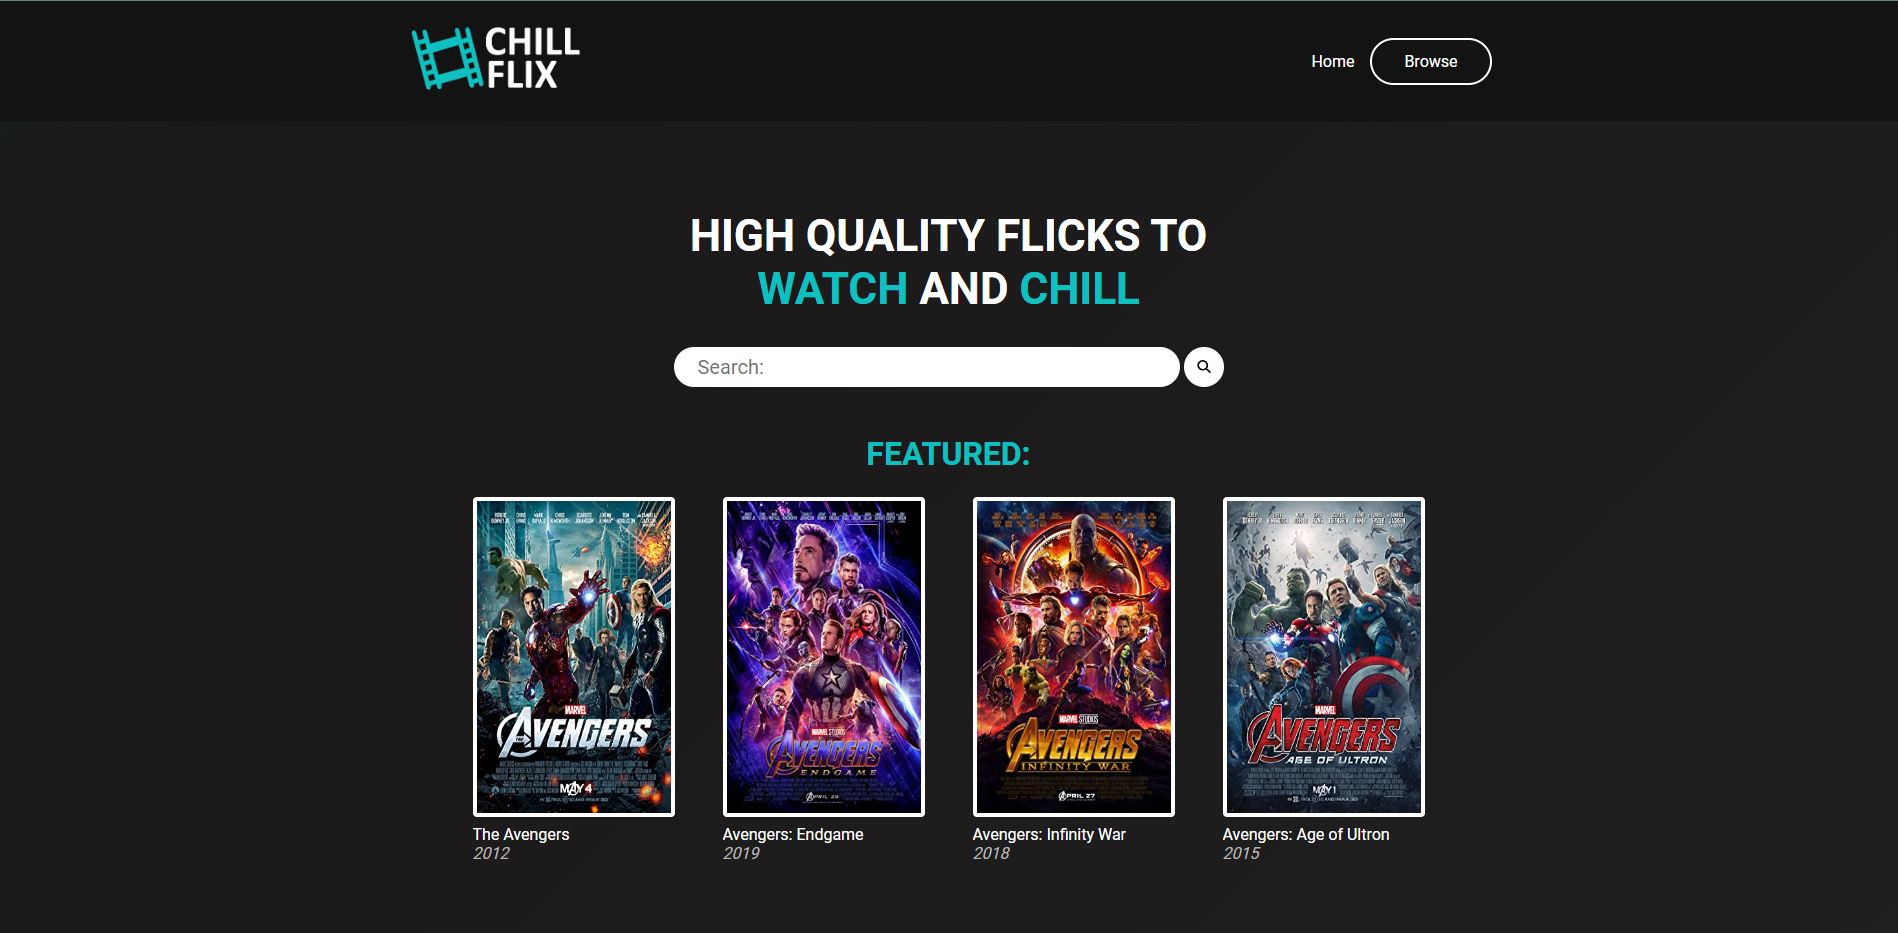 CHILL
FLIX
Home
Browse
HIGH QUALITY FLICKS TO
WATCH AND CHILL
Search:
FEATURED:
MARVEL
THE AVENGERS
MAY 4
MARVEL STUDIOS
AVENGERS
ENDGAME
APRIL 26
MARVEL STUDIOS
AVENGERS
INFINITY WAR
APRIL 27
MARVEL
AVENGERS
AGE OF ULTRON
MAY 1
The Avengers
2012
Avengers: Endgame
2019
Avengers: Infinity War
2018
Avengers: Age of Ultron
2015